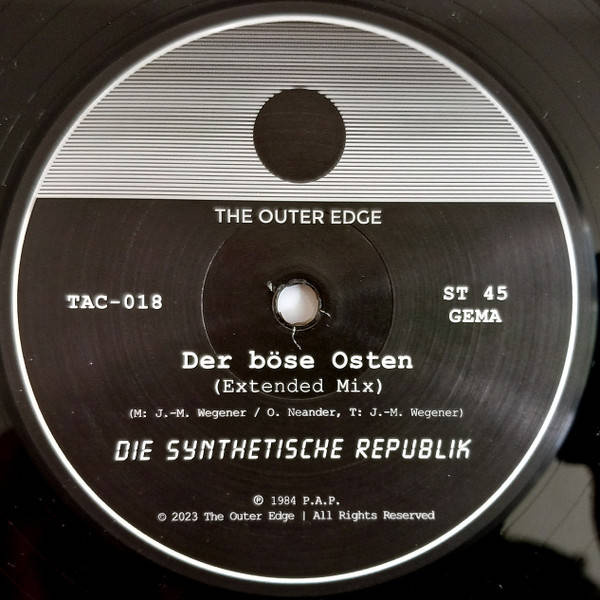 THE OUTER EDGE
TAC-018
ST 45
GEMA
Der böse Osten
(Extended Mix)
(M: J.-M. Wegener / O. Neander, T: J.-M. Wegener)
DIE SYNTHETISCHE REPUBLIK
℗ 1984 P.A.P.
© 2023 The Outer Edge | All Rights Reserved